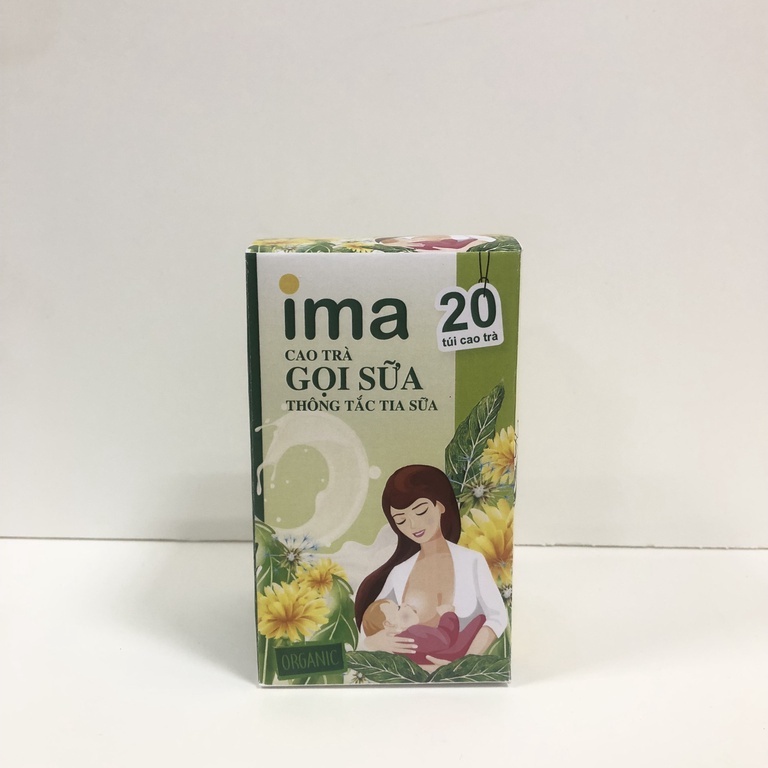 ima
20
túi cao trà
CAO TRÀ
GỌI SỮA
THÔNG TẮC TIA SỮA
ORGANIC